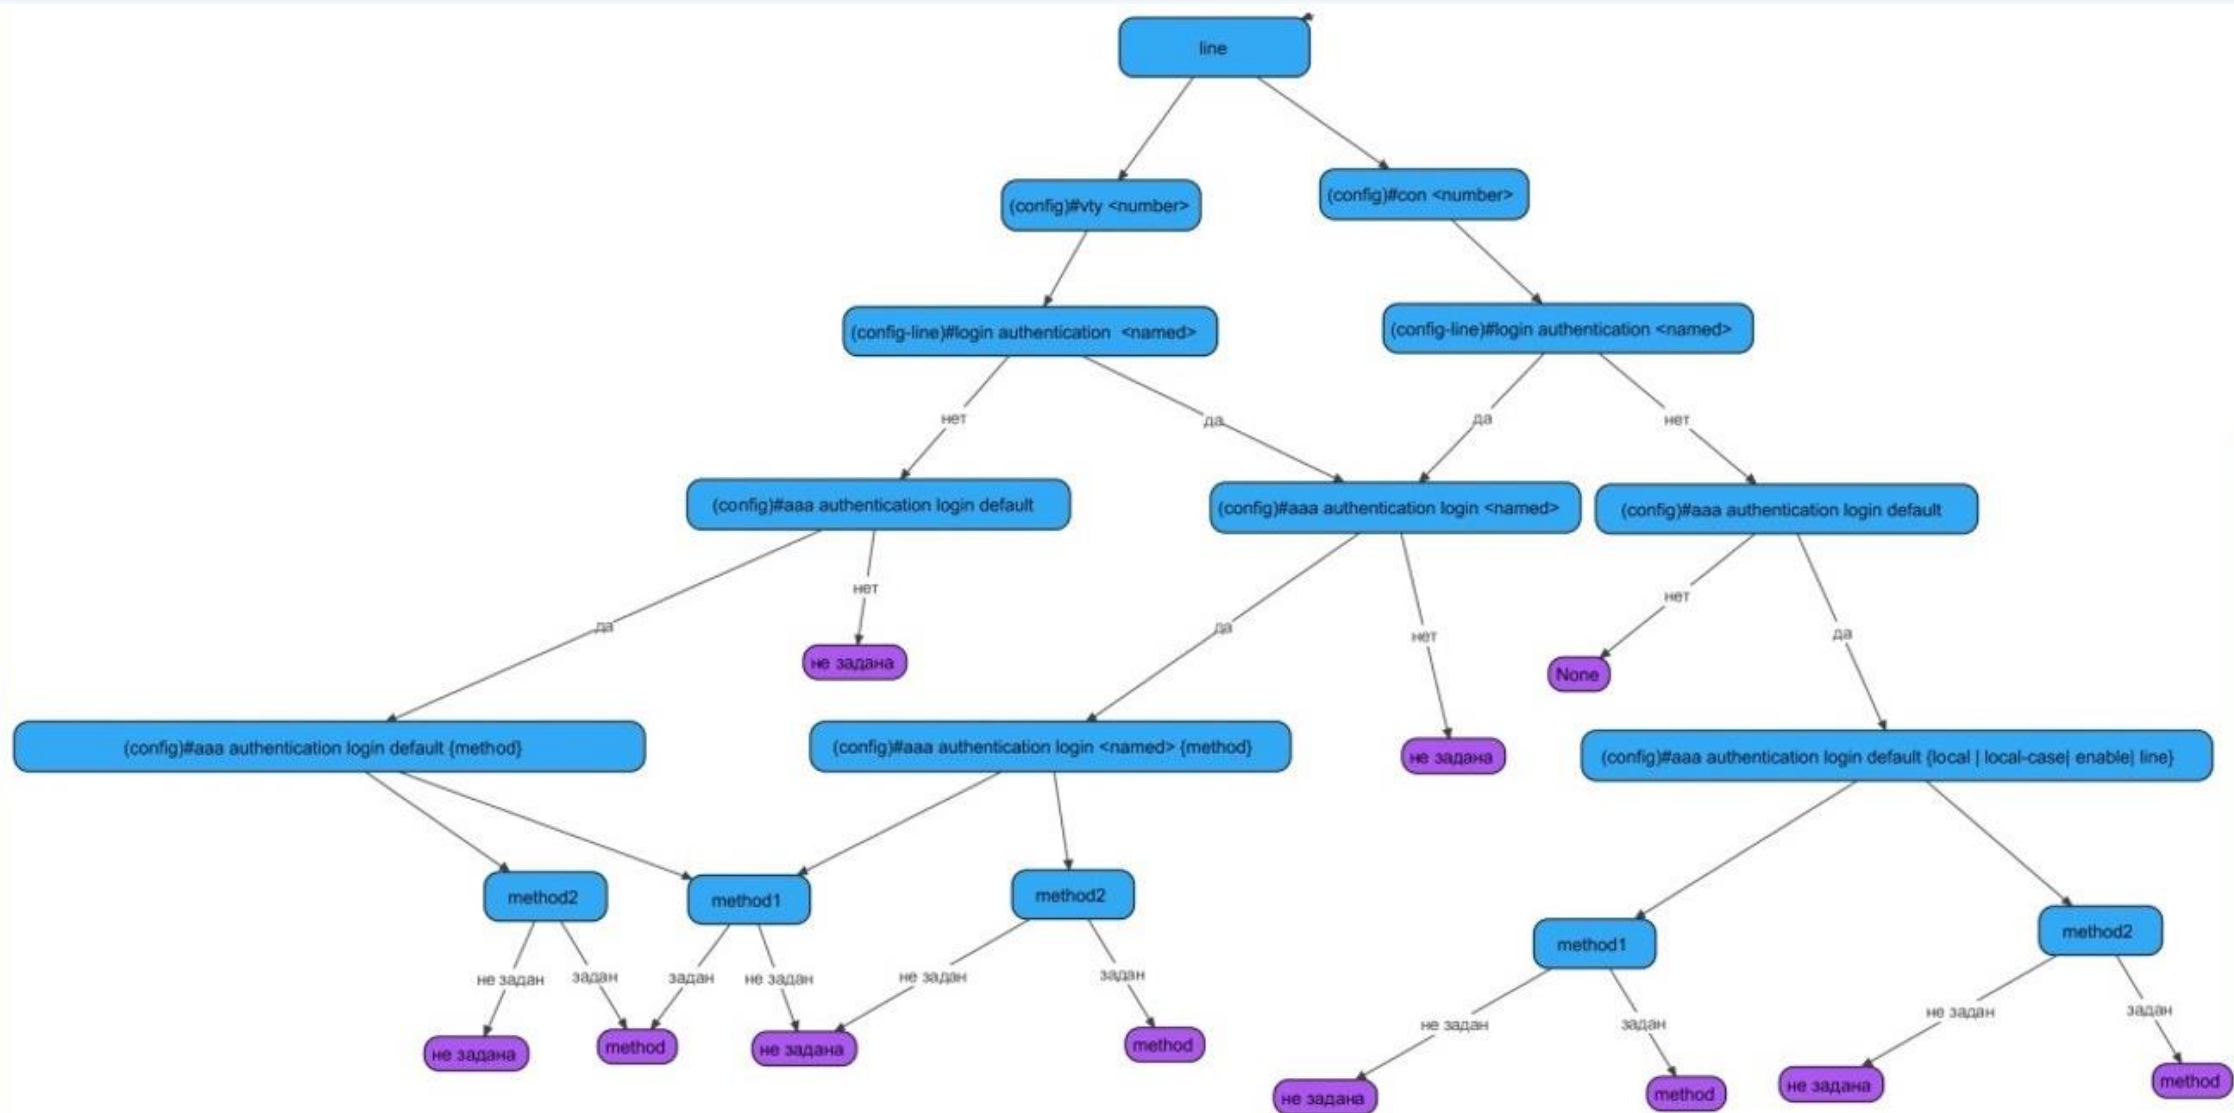 line
(config)#vty <number>
(config)#con <number>
(config-line)#login authentication <named>
(config-line)#login authentication <named>
нет
да
да
нет
(config)#aaa authentication login default
(config)#aaa authentication login <named>
(config)#aaa authentication login default
да
нет
да
нет
нет
да
не задана
None
(config)#aaa authentication login default {method}
(config)#aaa authentication login <named> {method}
не задана
(config)#aaa authentication login default {local | local-case| enable| line}
method2
method1
method2
method1
method2
не задан
задан
задан
не задан
не задан
задан
не задан
задан
не задан
задан
не задана
method
не задана
method
не задана
method
не задана
method